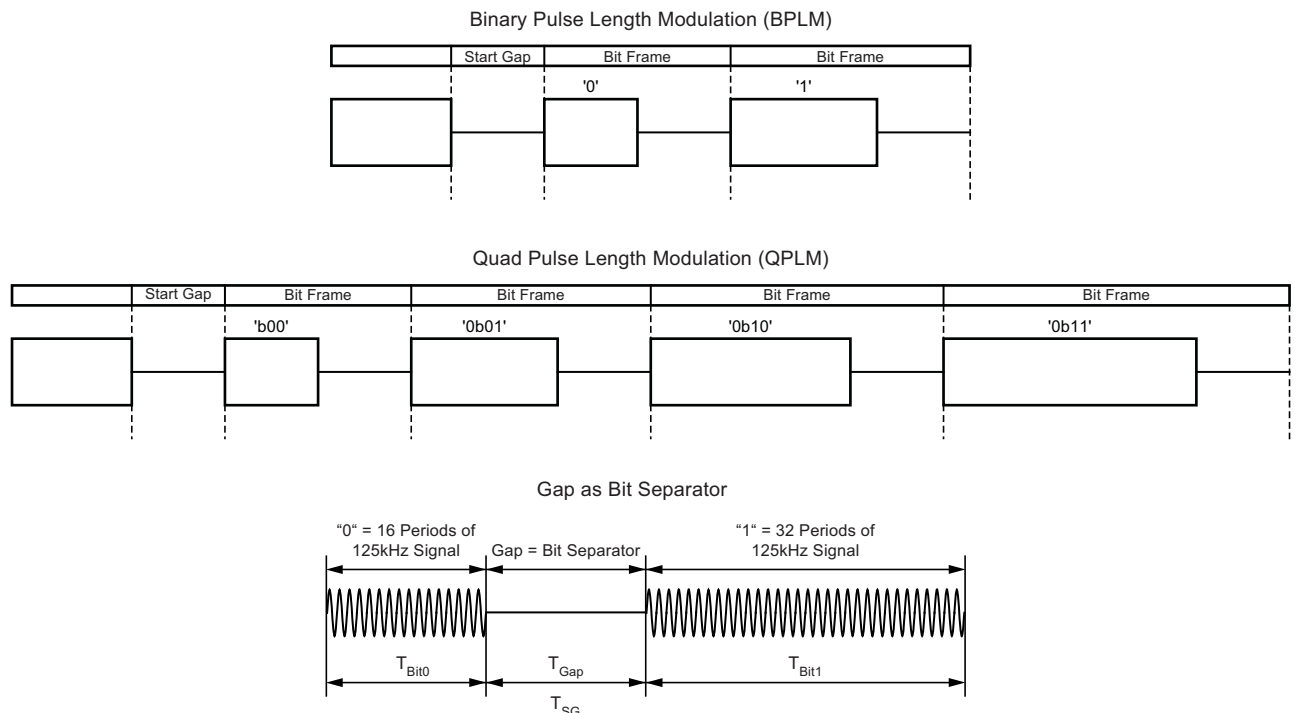 Binary Pulse Length Modulation (BPLM)
Start Gap Bit Frame Bit Frame
'0' '1'
Quad Pulse Length Modulation (QPLM)
Start Gap Bit Frame Bit Frame Bit Frame Bit Frame
'b00' '0b01' '0b10' '0b11'
Gap as Bit Separator
“0“ = 16 Periods of
125kHz Signal
Gap = Bit Separator
“1“ = 32 Periods of
125kHz Signal
TBit0 TGap TBit1
TSG